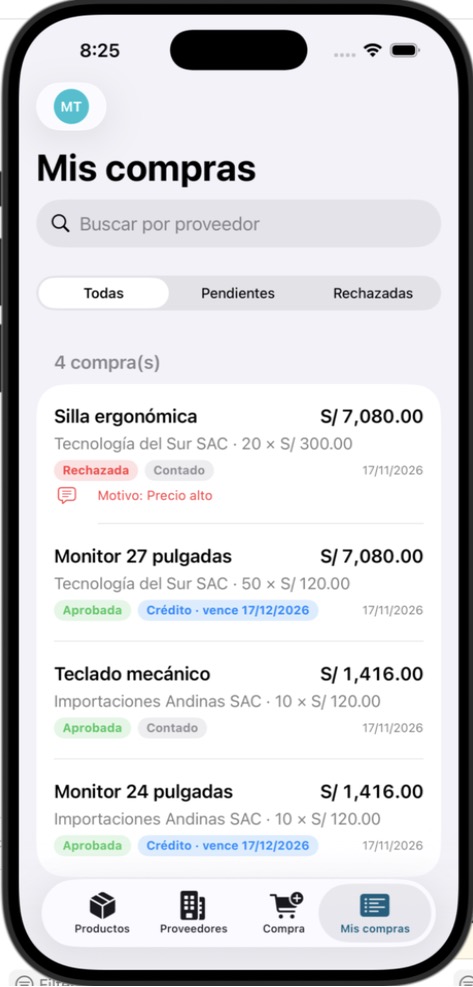 8:25
MT
Mis compras
Buscar por proveedor
Todas Pendientes Rechazadas
4 compra(s)
Silla ergonómica S/ 7,080.00
Tecnología del Sur SAC · 20 × S/ 300.00
Rechazada Contado 17/11/2026
Motivo: Precio alto
Monitor 27 pulgadas S/ 7,080.00
Tecnología del Sur SAC · 50 × S/ 120.00
Aprobada Crédito · vence 17/12/2026 17/11/2026
Teclado mecánico S/ 1,416.00
Importaciones Andinas SAC · 10 × S/ 120.00
Aprobada Contado 17/11/2026
Monitor 24 pulgadas S/ 1,416.00
Importaciones Andinas SAC · 10 × S/ 120.00
Aprobada Crédito · vence 17/12/2026 17/11/2026
Productos Proveedores Compra Mis compras